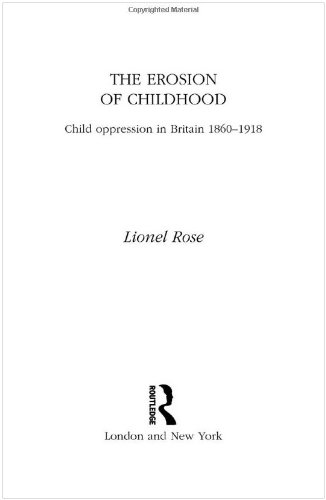 Copyrighted Material
THE EROSION
OF CHILDHOOD
Child oppression in Britain 1860–1918
Lionel Rose
ROUTLEDGE
London and New York